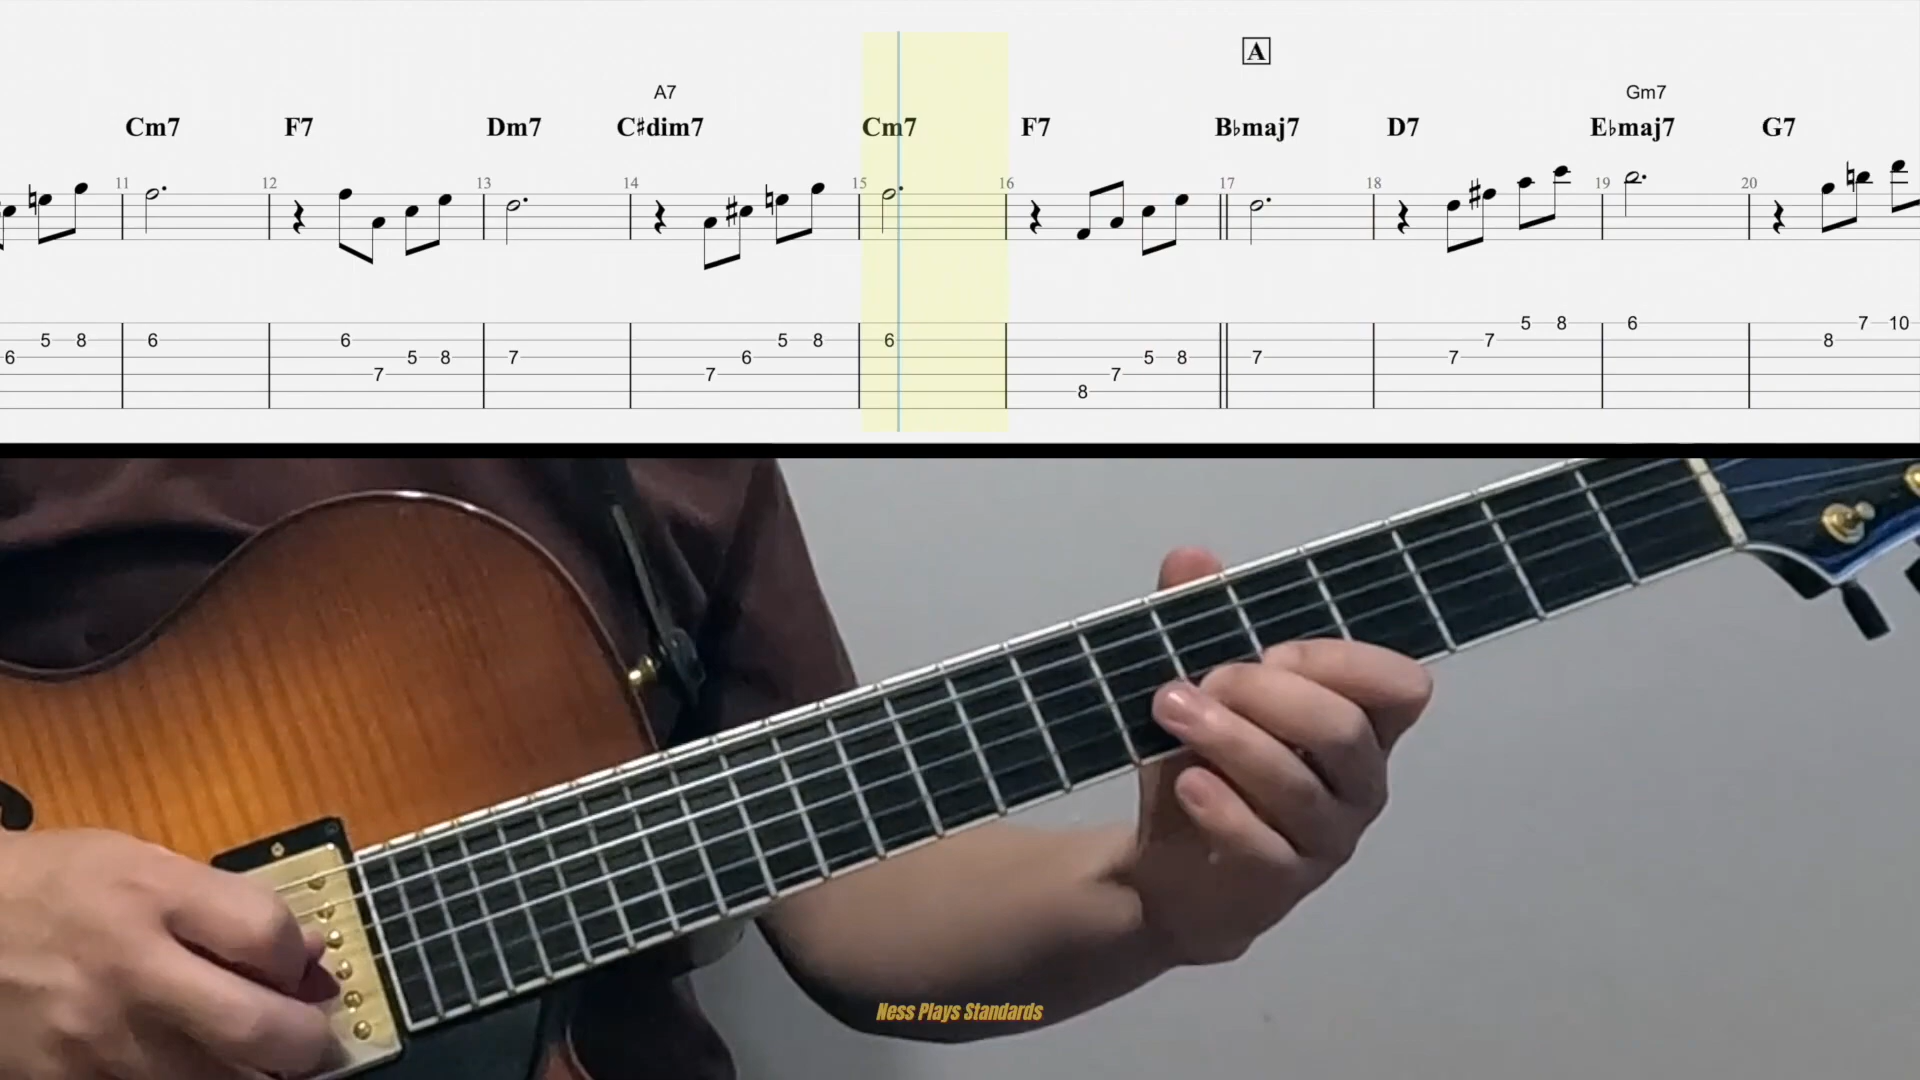 A
A7 Gm7
Cm7 F7 Dm7 C♯dim7 Cm7 F7 B♭maj7 D7 E♭maj7 G7
11 12 13 14 15 16 17 18 19 20
5 8 7 10
5 8 6 6 5 8 6 7 8
6 5 8 7 6 5 8 7 7
7 7 7
8
Ness Plays Standards